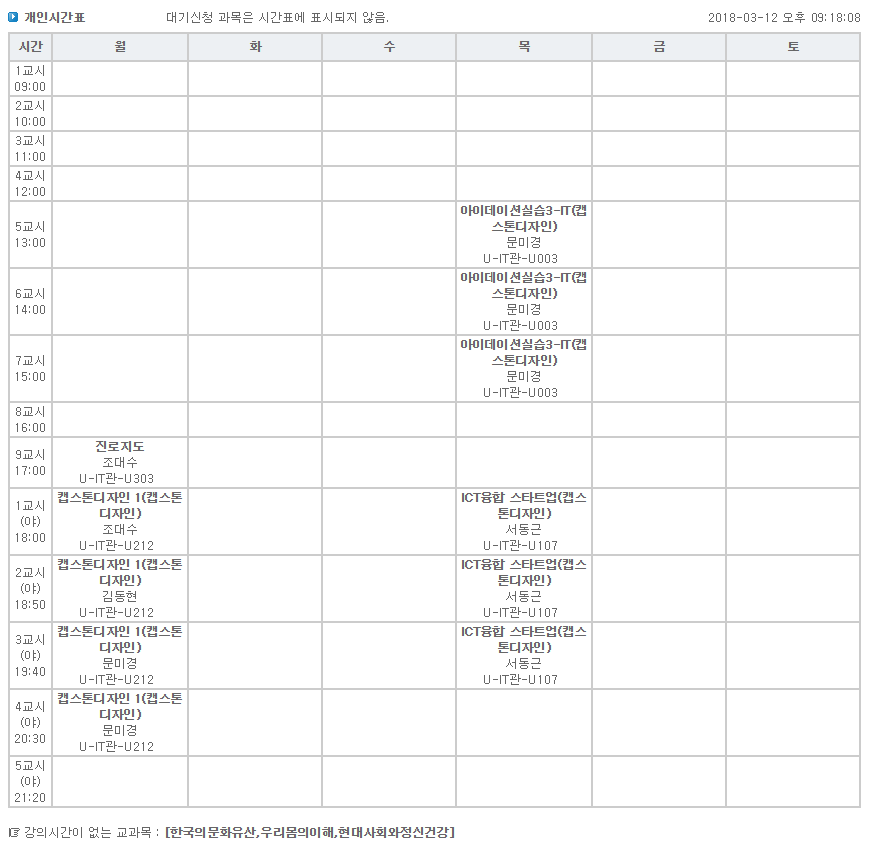 개인시간표 대기신청 과목은 시간표에 표시되지 않음. 2018-03-12 오후 09:18:08
시간 월 화 수 목 금 토
1교시
09:00
2교시
10:00
3교시
11:00
4교시
12:00
5교시
13:00
아이데이션실습3-IT(캡
스톤디자인)
문미경
U-IT관-U003
6교시
14:00
아이데이션실습3-IT(캡
스톤디자인)
문미경
U-IT관-U003
7교시
15:00
아이데이션실습3-IT(캡
스톤디자인)
문미경
U-IT관-U003
8교시
16:00
9교시
17:00
진로지도
조대수
U-IT관-U303
1교시
(야)
18:00
캡스톤디자인 1(캡스톤
디자인)
조대수
U-IT관-U212
ICT융합 스타트업(캡스
톤디자인)
서동근
U-IT관-U107
2교시
(야)
18:50
캡스톤디자인 1(캡스톤
디자인)
김동현
U-IT관-U212
ICT융합 스타트업(캡스
톤디자인)
서동근
U-IT관-U107
3교시
(야)
19:40
캡스톤디자인 1(캡스톤
디자인)
문미경
U-IT관-U212
ICT융합 스타트업(캡스
톤디자인)
서동근
U-IT관-U107
4교시
(야)
20:30
캡스톤디자인 1(캡스톤
디자인)
문미경
U-IT관-U212
5교시
(야)
21:20
☞ 강의시간이 없는 교과목 : [한국의문화유산,우리몸의이해,현대사회와정신건강]